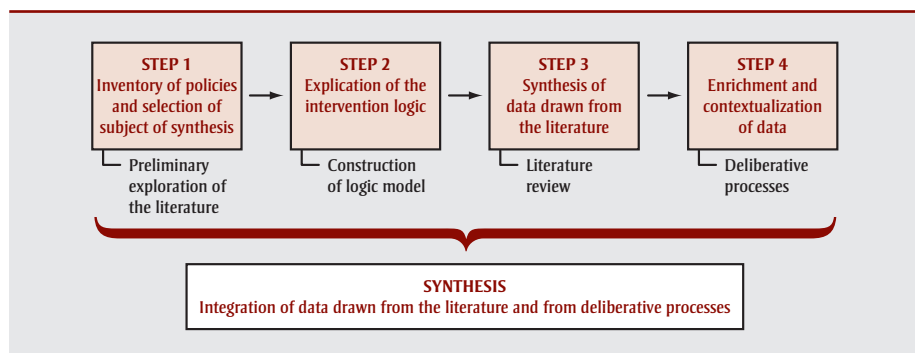 STEP 1
Inventory of policies
and selection of
subject of synthesis
Preliminary
exploration of
the literature
STEP 2
Explication of the
intervention logic
Construction
of logic model
STEP 3
Synthesis of
data drawn from
the literature
Literature
review
STEP 4
Enrichment and
contextualization
of data
Deliberative
processes
SYNTHESIS
Integration of data drawn from the literature and from deliberative processes